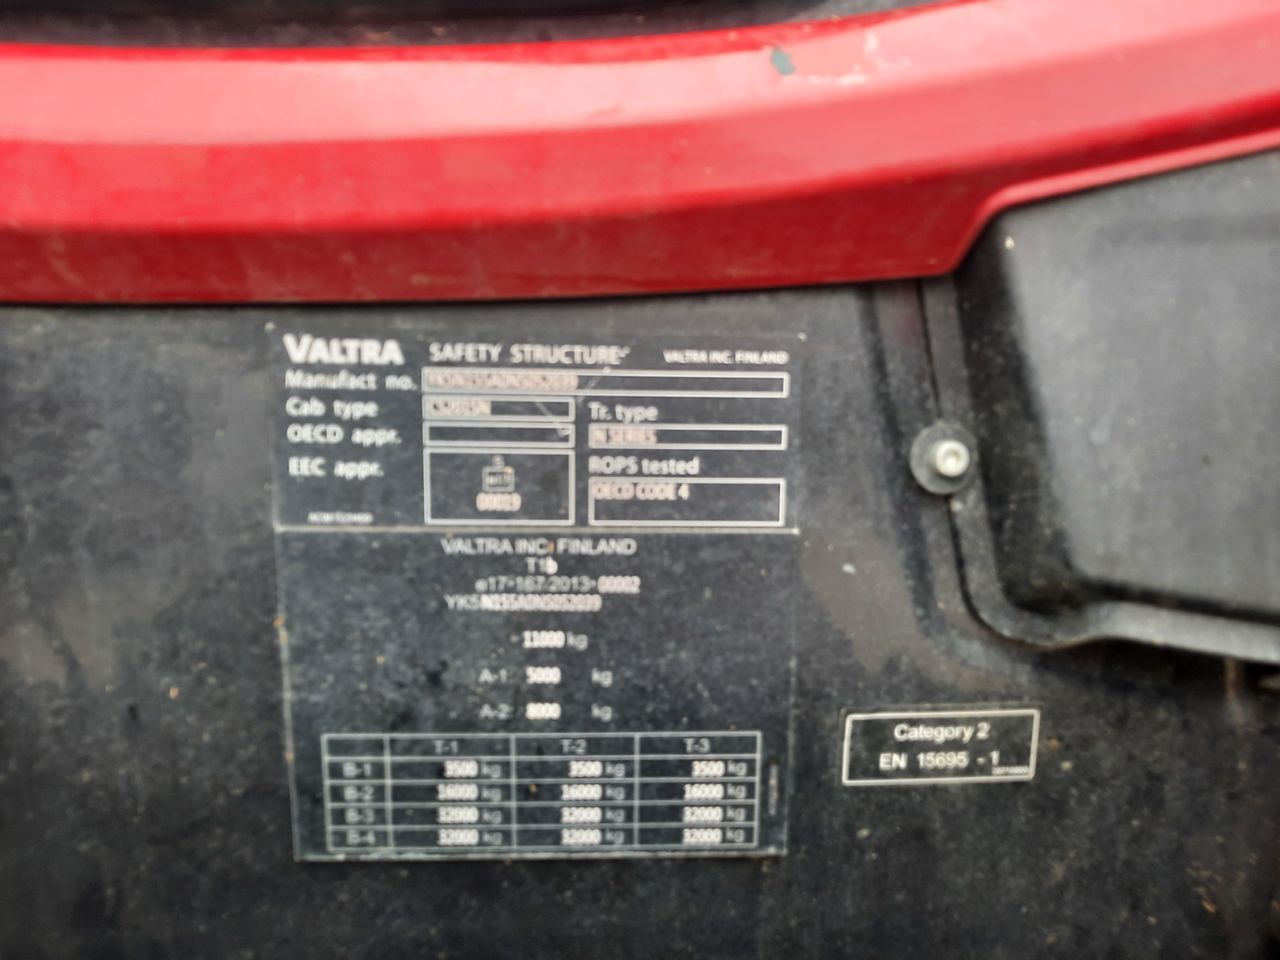 VALTRA SAFETY STRUCTURE VALTRA INC. FINLAND
Manufact no.
Cab type
Tr. type
OECD appr.
N SERIES
EEC appr.
ROPS tested
OECD CODE 4
00019
VALTRA INC. FINLAND
T1b
e17*167/2013*00002
11000 kg
A-1: 5000 kg
A-2: 8000 kg
T-1 T-2 T-3
B-1 3500 kg 3500 kg 3500 kg
B-2 16000 kg 16000 kg 16000 kg
B-3 32000 kg 32000 kg 32000 kg
B-4 32000 kg 32000 kg 32000 kg
Category 2
EN 15695 - 1